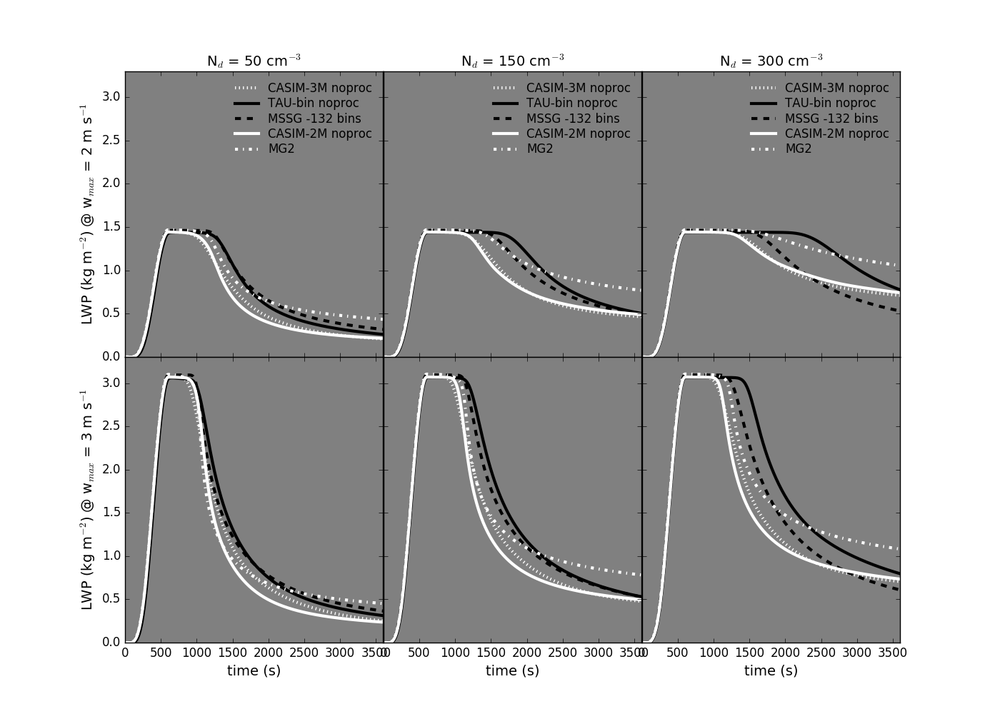 N_d = 50 cm^−3 N_d = 150 cm^−3 N_d = 300 cm^−3
LWP (kg m^−2) @ w_max = 2 m s^−1
3.0
2.5
2.0
1.5
1.0
0.5
0.0
CASIM-3M noproc
TAU-bin noproc
MSSG -132 bins
CASIM-2M noproc
MG2
CASIM-3M noproc
TAU-bin noproc
MSSG -132 bins
CASIM-2M noproc
MG2
CASIM-3M noproc
TAU-bin noproc
MSSG -132 bins
CASIM-2M noproc
MG2
LWP (kg m^−2) @ w_max = 3 m s^−1
3.0
2.5
2.0
1.5
1.0
0.5
0.0
0 500 1000 1500 2000 2500 3000 3500
0 500 1000 1500 2000 2500 3000 3500
0 500 1000 1500 2000 2500 3000 3500
time (s) time (s) time (s)